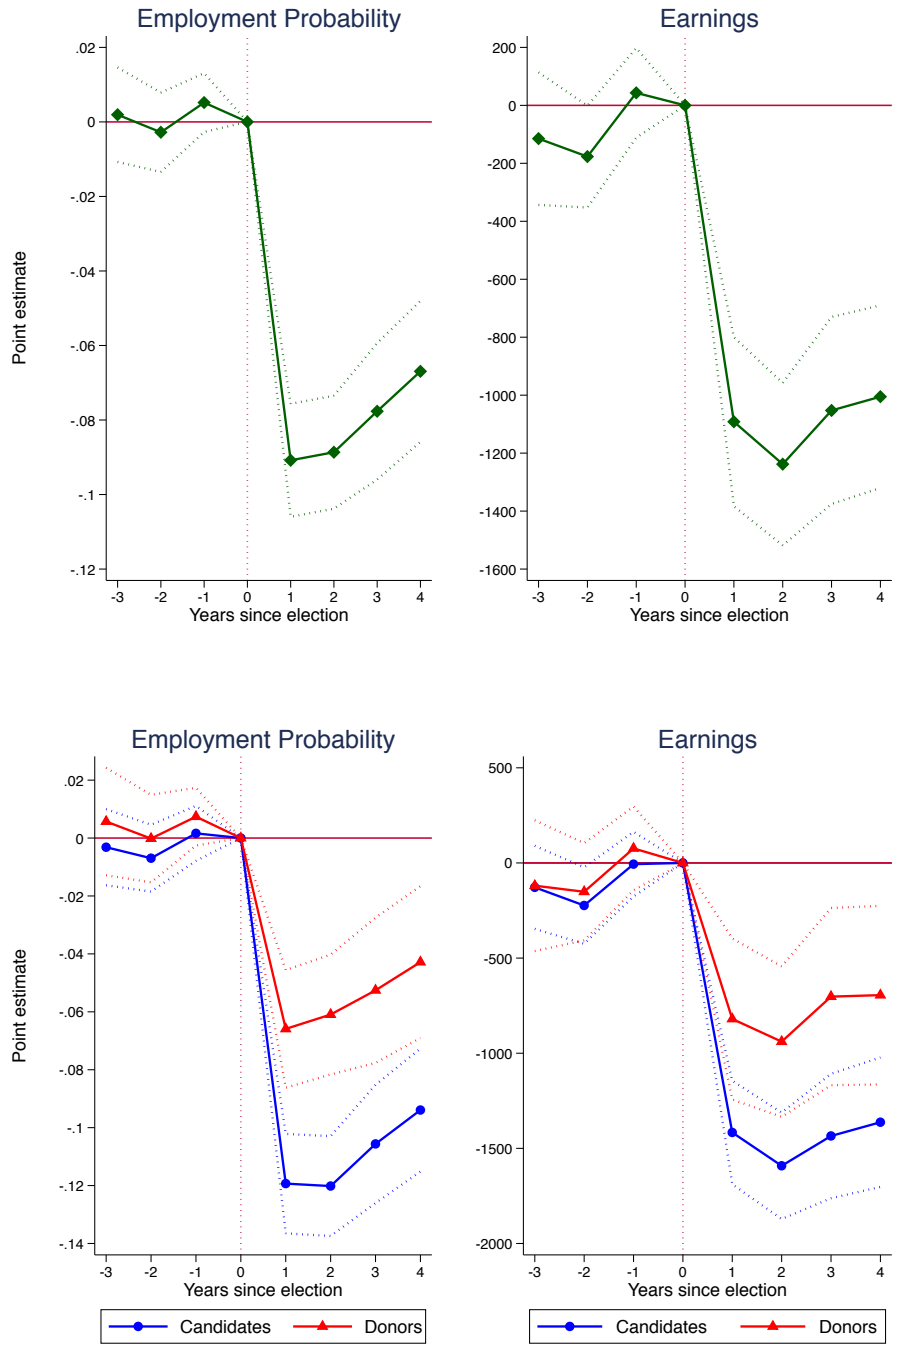 Employment Probability
Earnings
Point estimate
.02
0
-.02
-.04
-.06
-.08
-.1
-.12
-3 -2 -1 0 1 2 3 4
Years since election
200
0
-200
-400
-600
-800
-1000
-1200
-1400
-1600
-3 -2 -1 0 1 2 3 4
Years since election
Employment Probability
Earnings
Point estimate
.02
0
-.02
-.04
-.06
-.08
-.1
-.12
-.14
-3 -2 -1 0 1 2 3 4
Years since election
Candidates Donors
500
0
-500
-1000
-1500
-2000
-3 -2 -1 0 1 2 3 4
Years since election
Candidates Donors